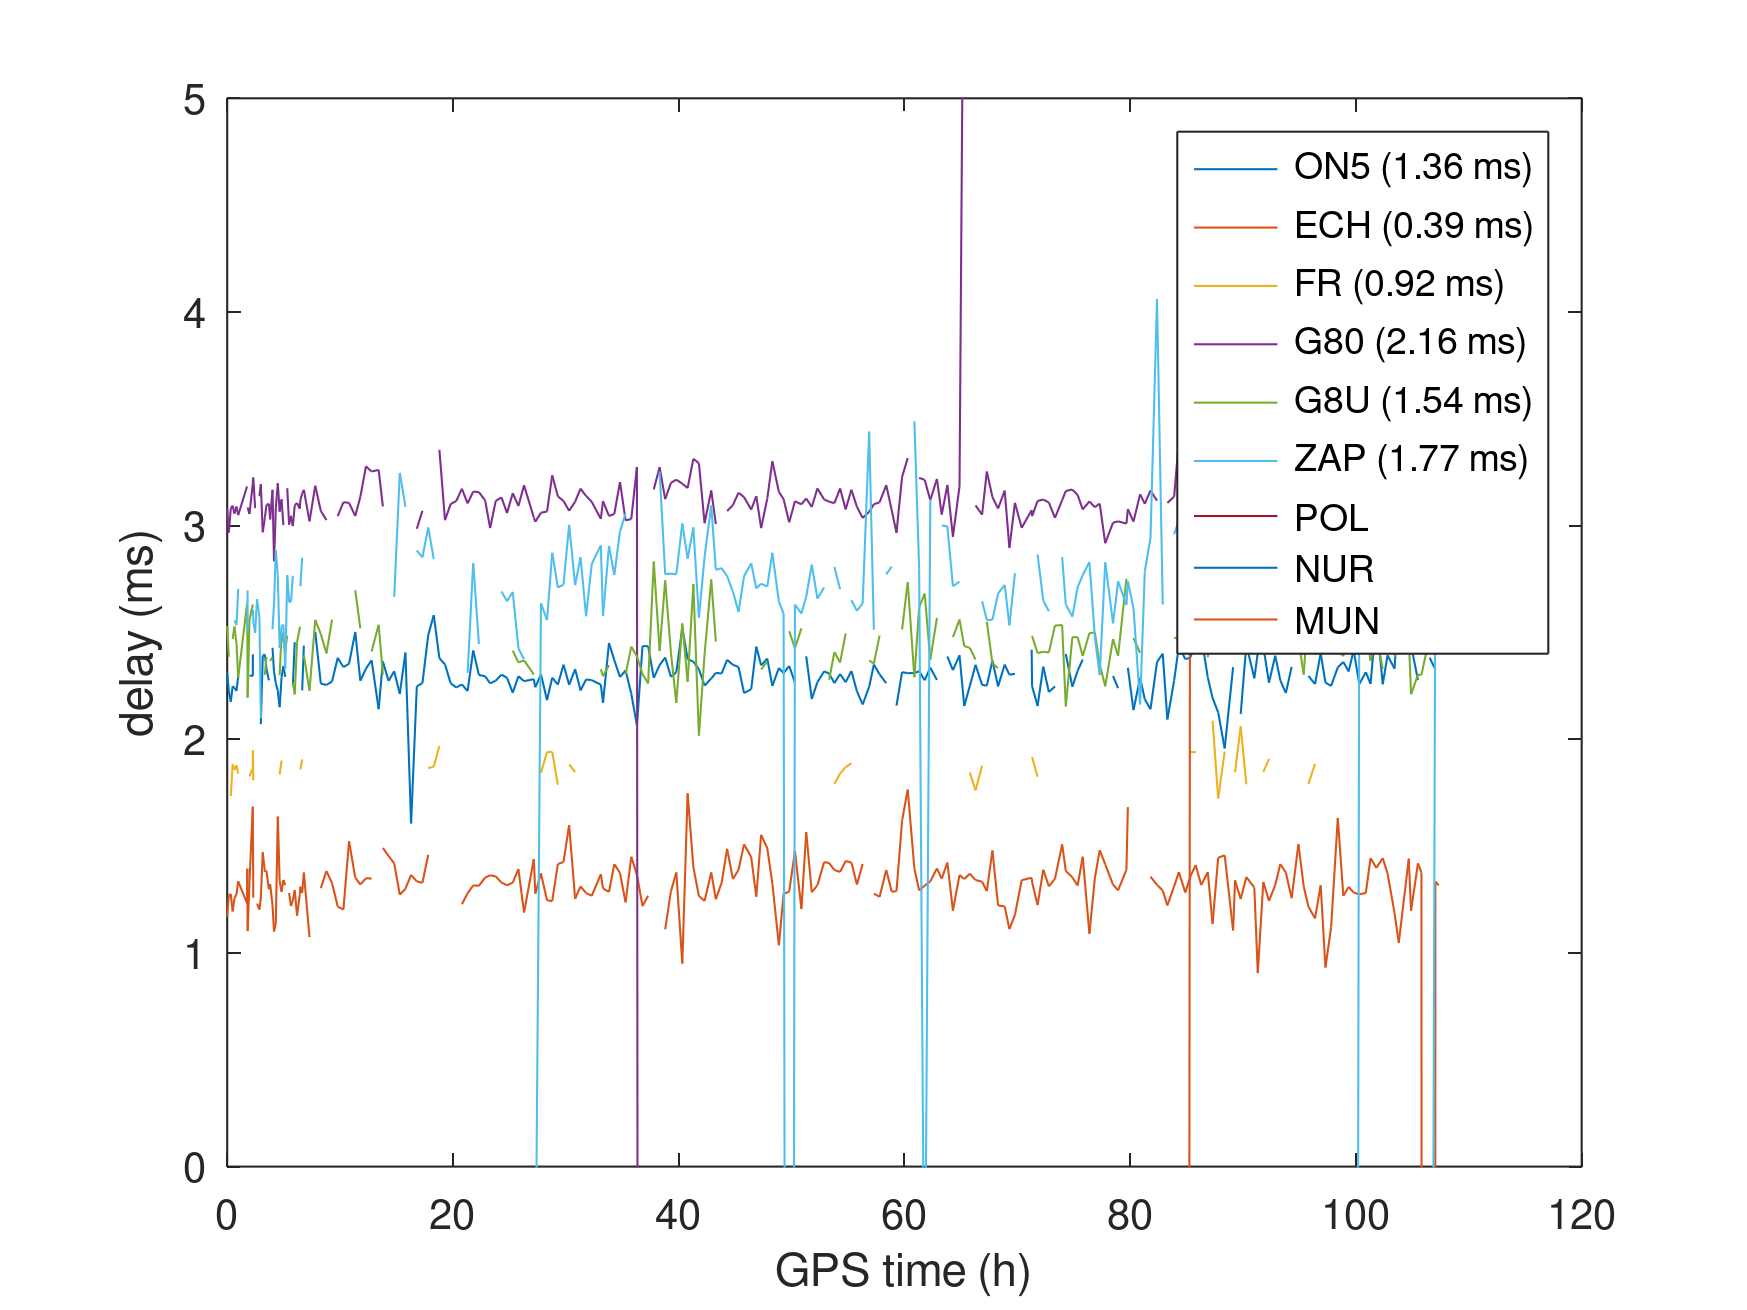 5
4
3
2
1
0
delay (ms)
0 20 40 60 80 100 120
GPS time (h)
ON5 (1.36 ms)
ECH (0.39 ms)
FR (0.92 ms)
G80 (2.16 ms)
G8U (1.54 ms)
ZAP (1.77 ms)
POL
NUR
MUN